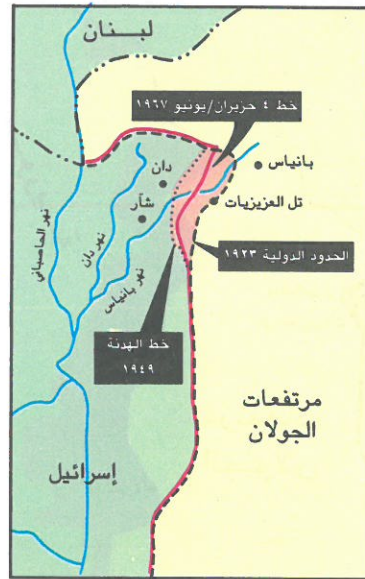 لبنان
خط ٤ حزيران/يونيو ١٩٦٧
بانياس
دان
تل العزيزيات
شآر
نهر الحاصباني
نهر دان
نهر بانياس
الحدود الدولية ١٩٢٣
خط الهدنة
١٩٤٩
مرتفعات
الجولان
إسرائيل